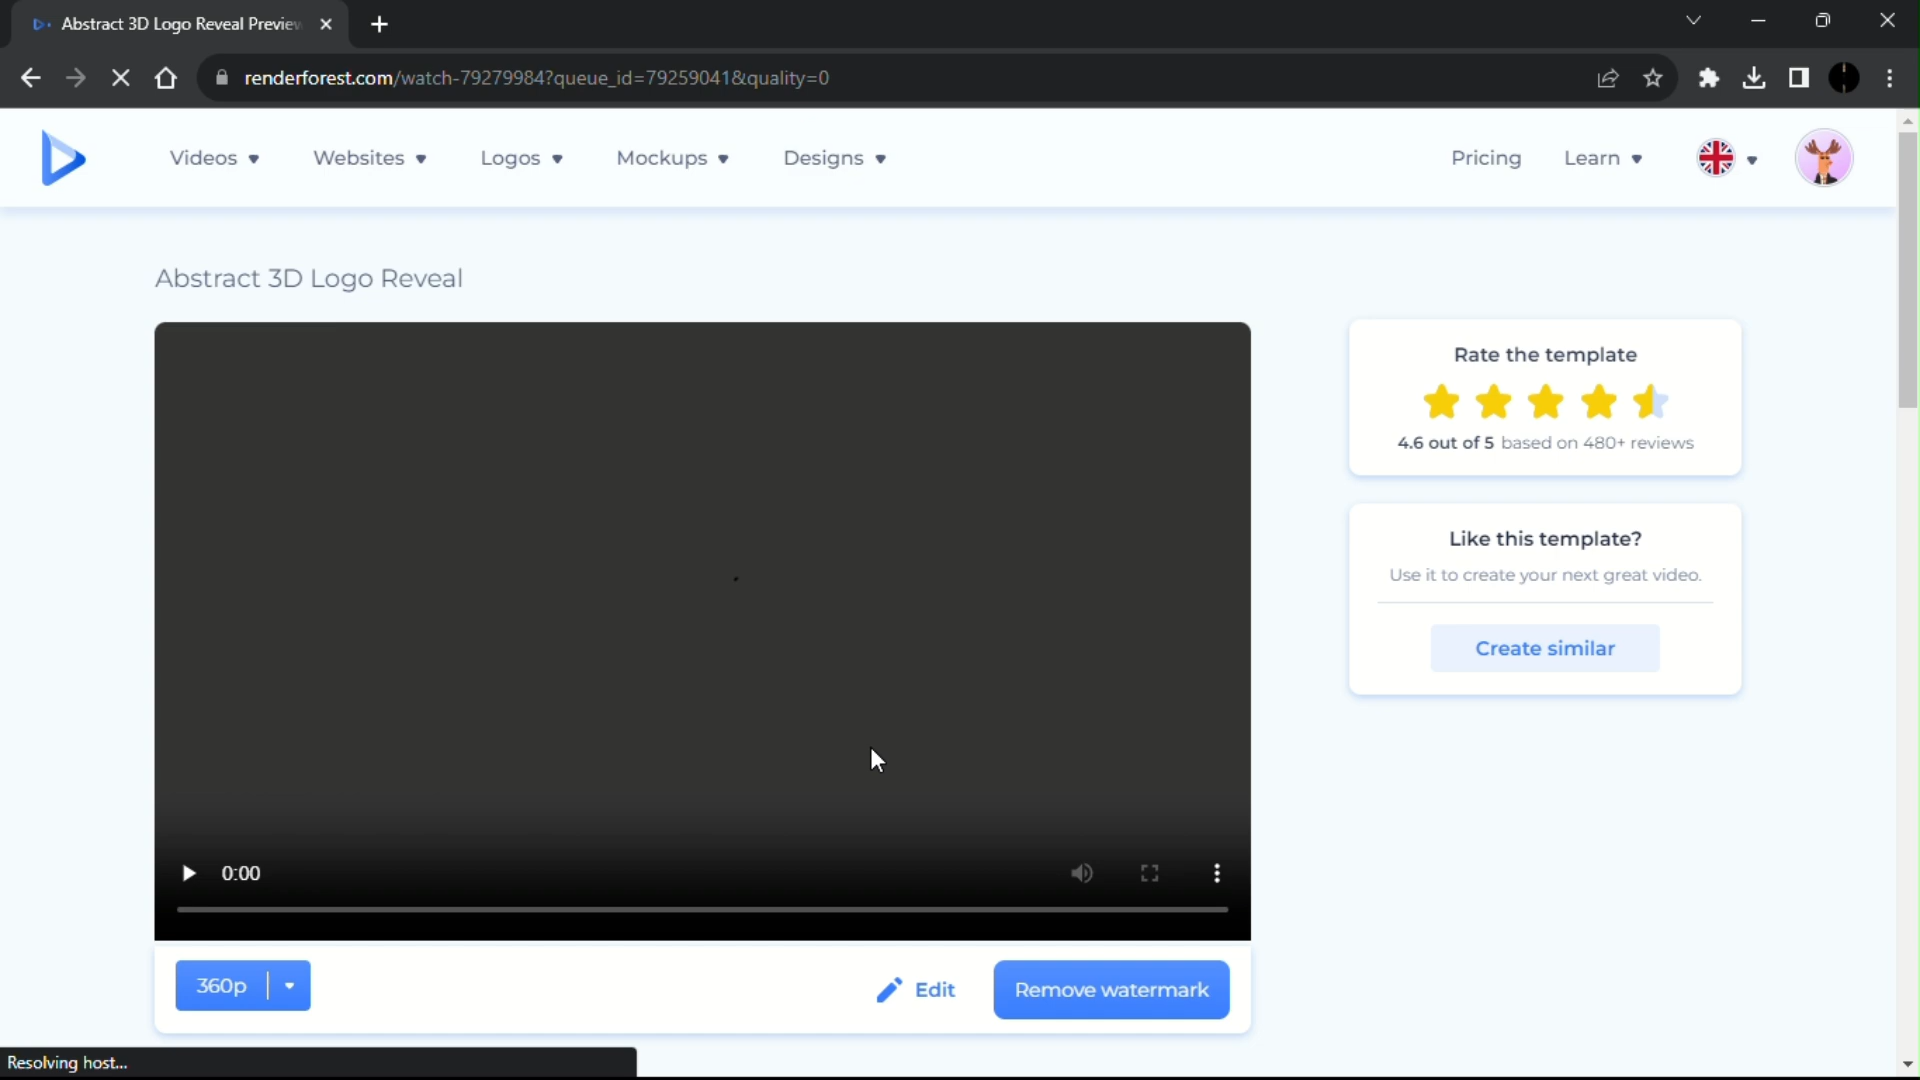 Abstract 3D Logo Reveal Preview
renderforest.com/watch-79279984?queue_id=79259041&quality=0
Videos Websites Logos Mockups Designs Pricing Learn
Abstract 3D Logo Reveal
Rate the template
4.6 out of 5 based on 480+ reviews
Like this template?
Use it to create your next great video.
Create similar
0:00
360p Edit Remove watermark
Resolving host...